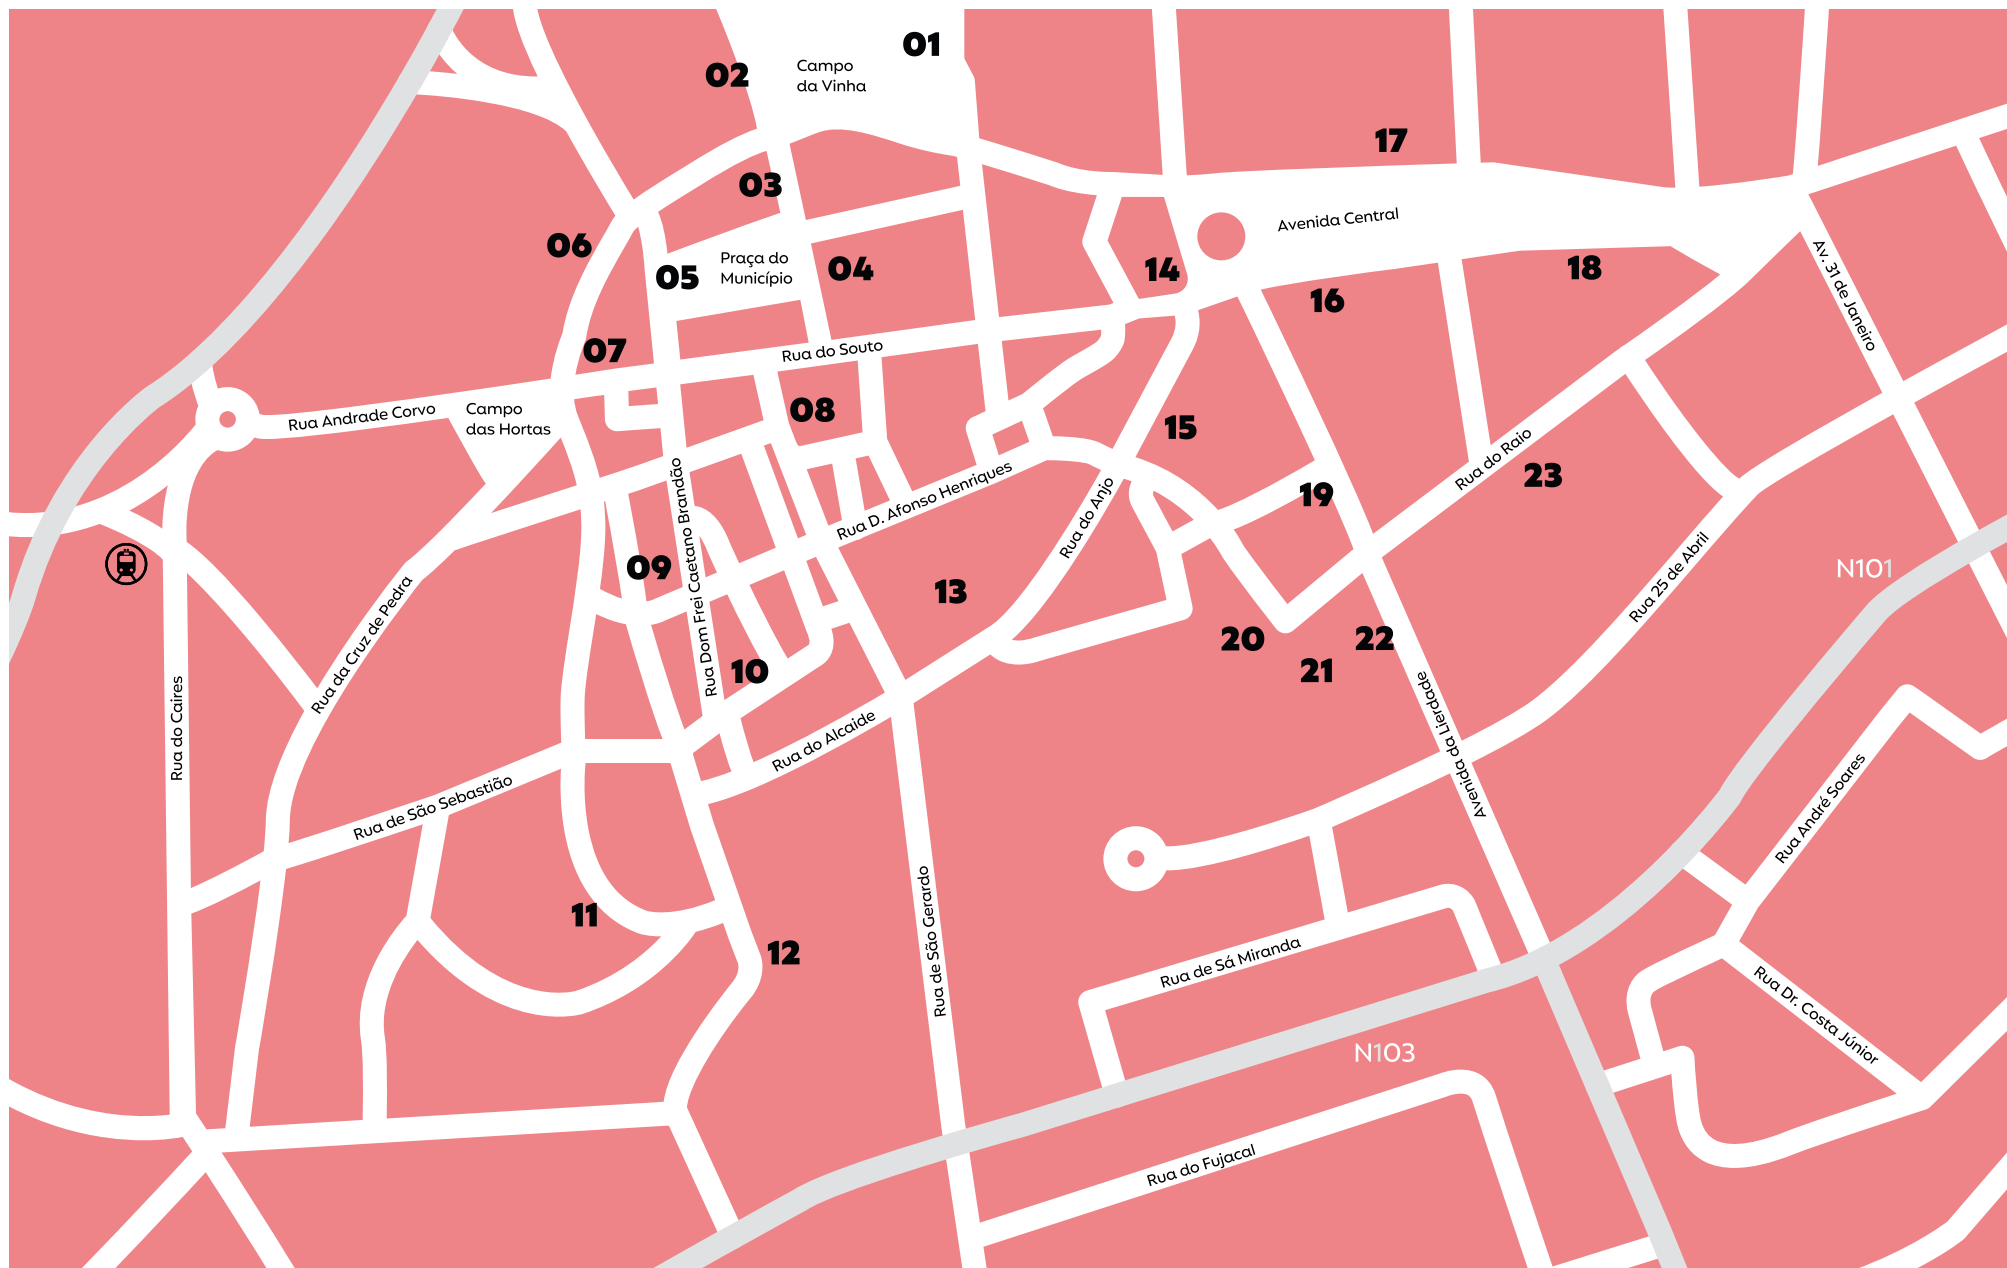 01
02
Campo
da Vinha
17
03
Avenida Central
06
05
Praça do
Município
04
14
18
16
Av. 31 de Janeiro
07
Rua do Souto
Rua Andrade Corvo
Campo
das Hortas
08
15
Rua do Raio
23
19
Rua D. Afonso Henriques
Rua do Anjo
Rua Dom Frei Caetano Brandão
09
13
N101
Rua 25 de Abril
Rua da Cruz de Pedra
20
22
21
10
Rua do Caires
Rua do Alcaide
Avenida da Lierdade
Rua de São Sebastião
Rua André Soares
11
12
Rua de São Gerardo
Rua de Sá Miranda
Rua Dr. Costa Júnior
N103
Rua do Fujacal